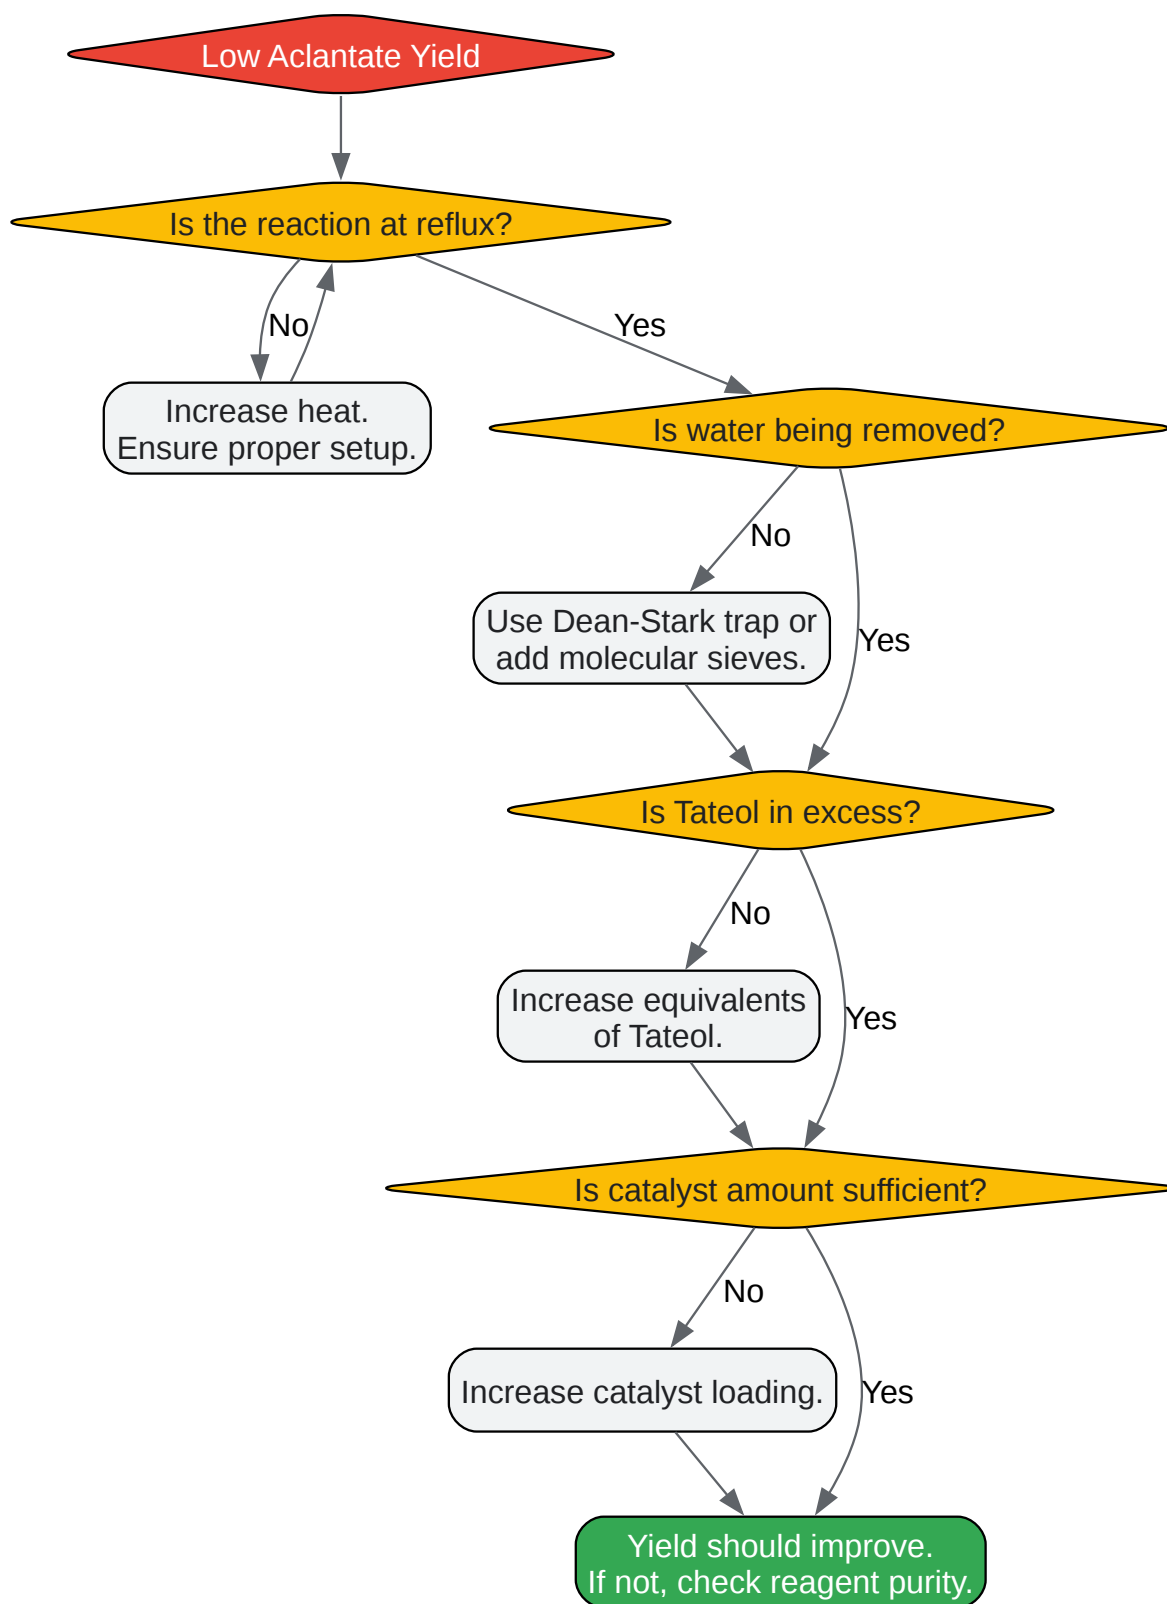 Low Aclantate Yield
Is the reaction at reflux?
No
Yes
Increase heat.
Ensure proper setup.
Is water being removed?
No
Use Dean-Stark trap or
add molecular sieves.
Yes
Is Tateol in excess?
No
Increase equivalents
of Tateol.
Yes
Is catalyst amount sufficient?
No
Increase catalyst loading.
Yes
Yield should improve.
If not, check reagent purity.